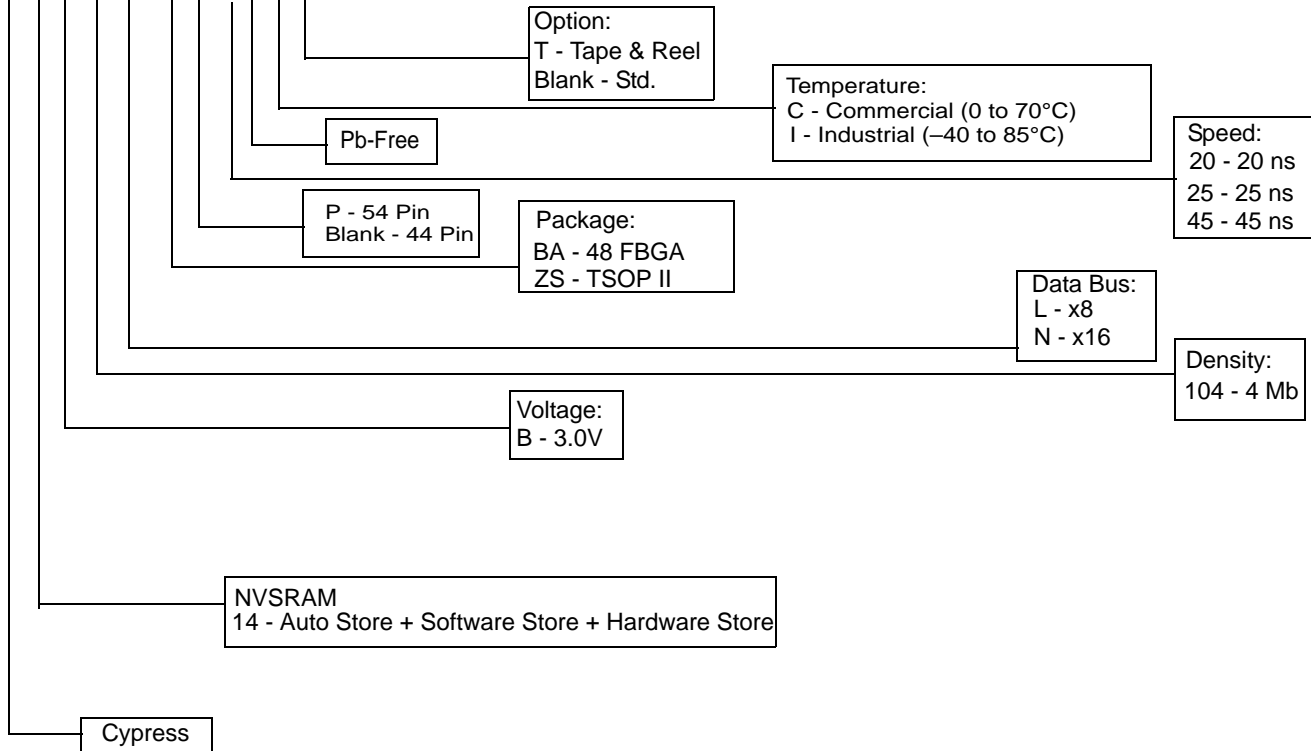 Option:
T - Tape & Reel
Blank - Std.
Temperature:
C - Commercial (0 to 70°C)
I - Industrial (–40 to 85°C)
Pb-Free
Speed:
20 - 20 ns
25 - 25 ns
45 - 45 ns
P - 54 Pin
Blank - 44 Pin
Package:
BA - 48 FBGA
ZS - TSOP II
Data Bus:
L - x8
N - x16
Density:
104 - 4 Mb
Voltage:
B - 3.0V
NVSRAM
14 - Auto Store + Software Store + Hardware Store
Cypress